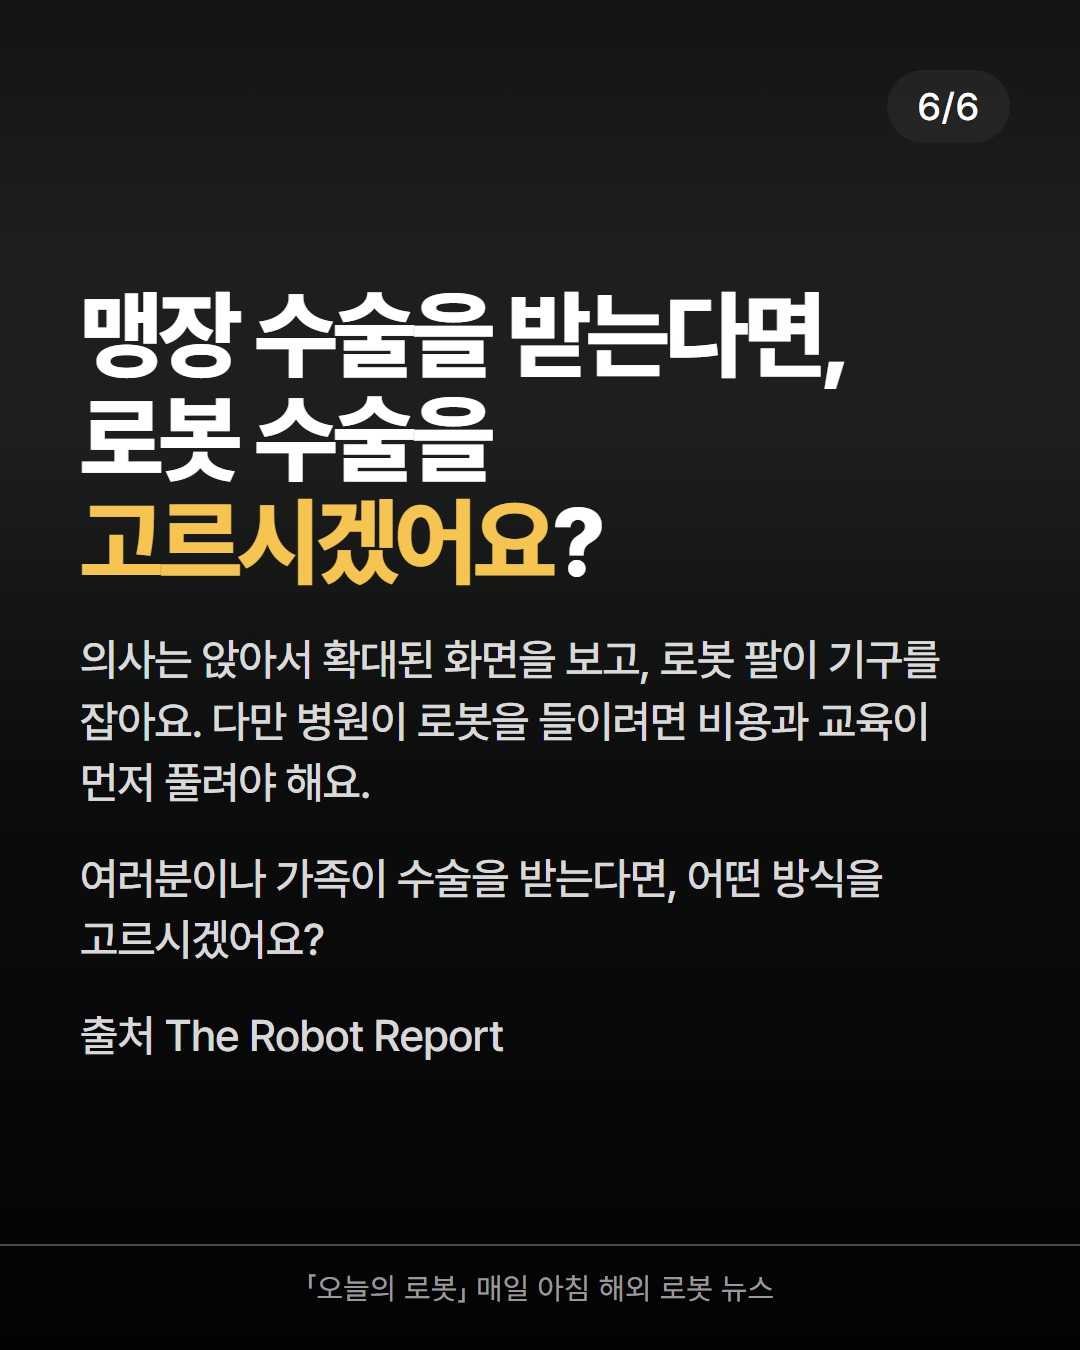 6/6
맹장 수술을 받는다면,
로봇 수술을
고르시겠어요?
의사는 앉아서 확대된 화면을 보고, 로봇 팔이 기구를
잡아요. 다만 병원이 로봇을 들이려면 비용과 교육이
먼저 풀려야 해요.
여러분이나 가족이 수술을 받는다면, 어떤 방식을
고르시겠어요?
출처 The Robot Report
「오늘의 로봇」 매일 아침 해외 로봇 뉴스